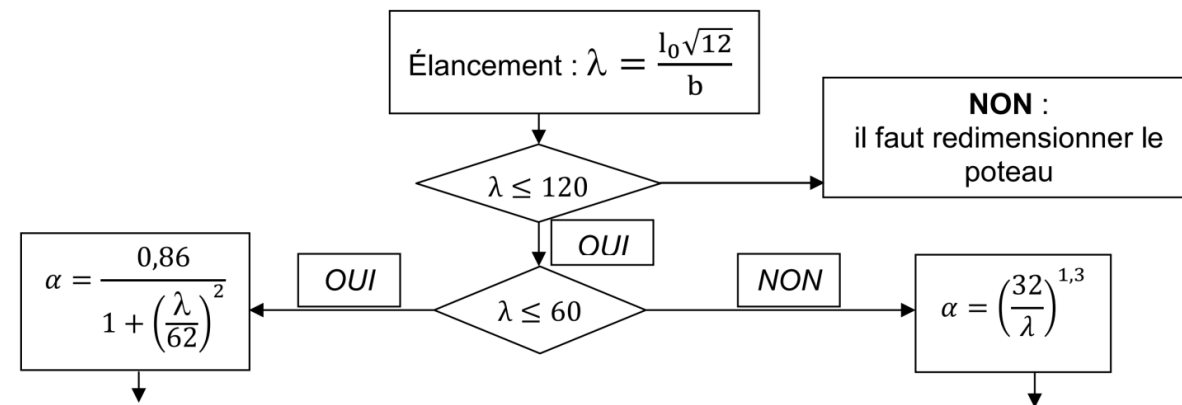 Élancement : λ = l₀√12 / b
NON :
il faut redimensionner le
poteau
λ ≤ 120
OUI
OUI
λ ≤ 60
NON
α = 0,86 / (1 + (λ/62)²)
α = (32/λ)^1,3